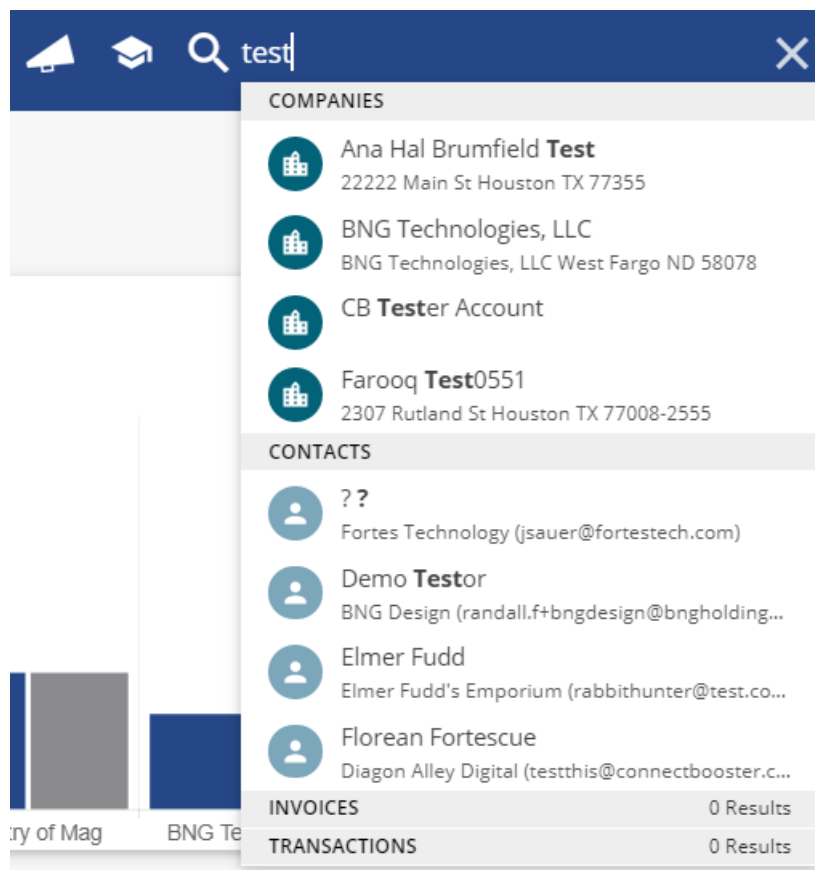 test
COMPANIES
Ana Hal Brumfield Test
22222 Main St Houston TX 77355
BNG Technologies, LLC
BNG Technologies, LLC West Fargo ND 58078
CB Tester Account
Farooq Test0551
2307 Rutland St Houston TX 77008-2555
CONTACTS
? ?
Fortes Technology (jsauer@fortestech.com)
Demo Testor
BNG Design (randall.f+bngdesign@bngholding...
Elmer Fudd
Elmer Fudd's Emporium (rabbithunter@test.co...
Florean Fortescue
Diagon Alley Digital (testthis@connectbooster.c...
INVOICES 0 Results
TRANSACTIONS 0 Results
try of Mag BNG Te